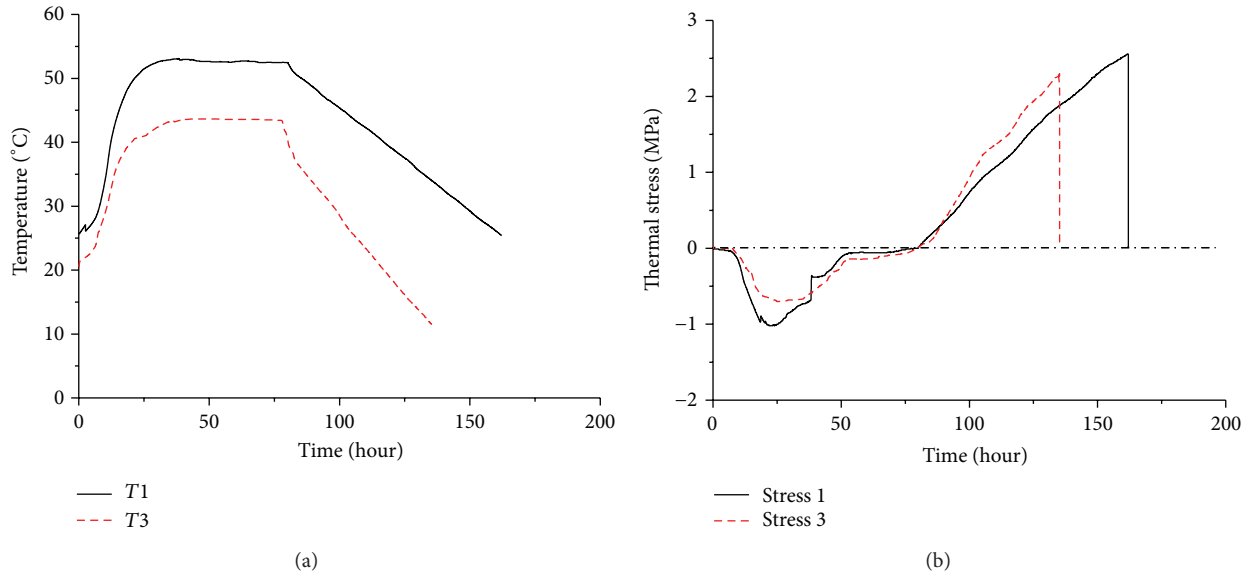 60
50
40
30
20
10
0
0
50
100
150
200
Temperature (°C)
Time (hour)
T1
T3
(a)
3
2
1
0
−1
−2
0
50
100
150
200
Thermal stress (MPa)
Time (hour)
Stress 1
Stress 3
(b)